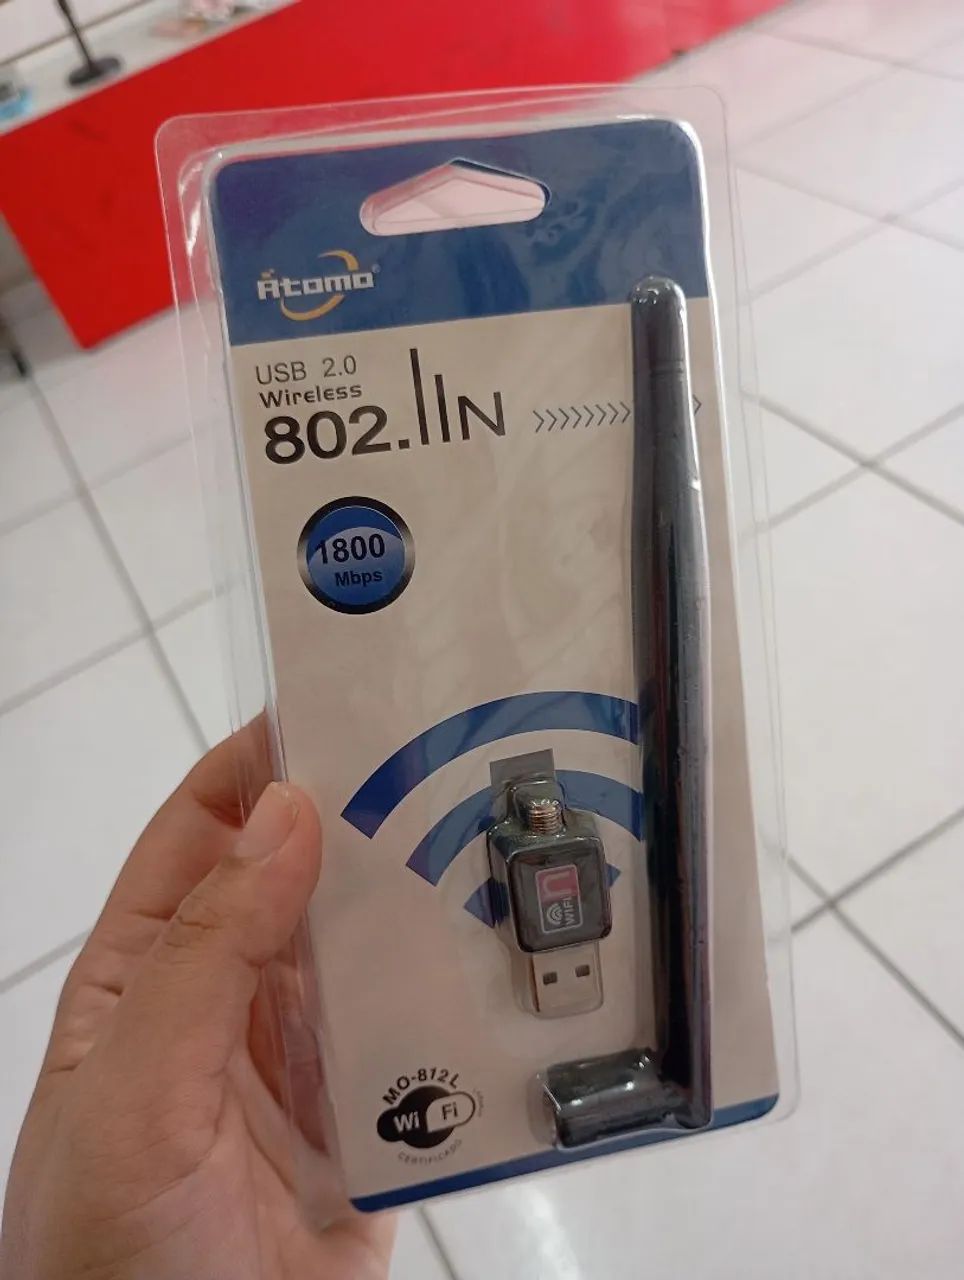 Atomo®
USB 2.0
Wireless
802.11N
1800
Mbps
n
WIFI
MO-812L
Wi Fi
CERTIFICADO